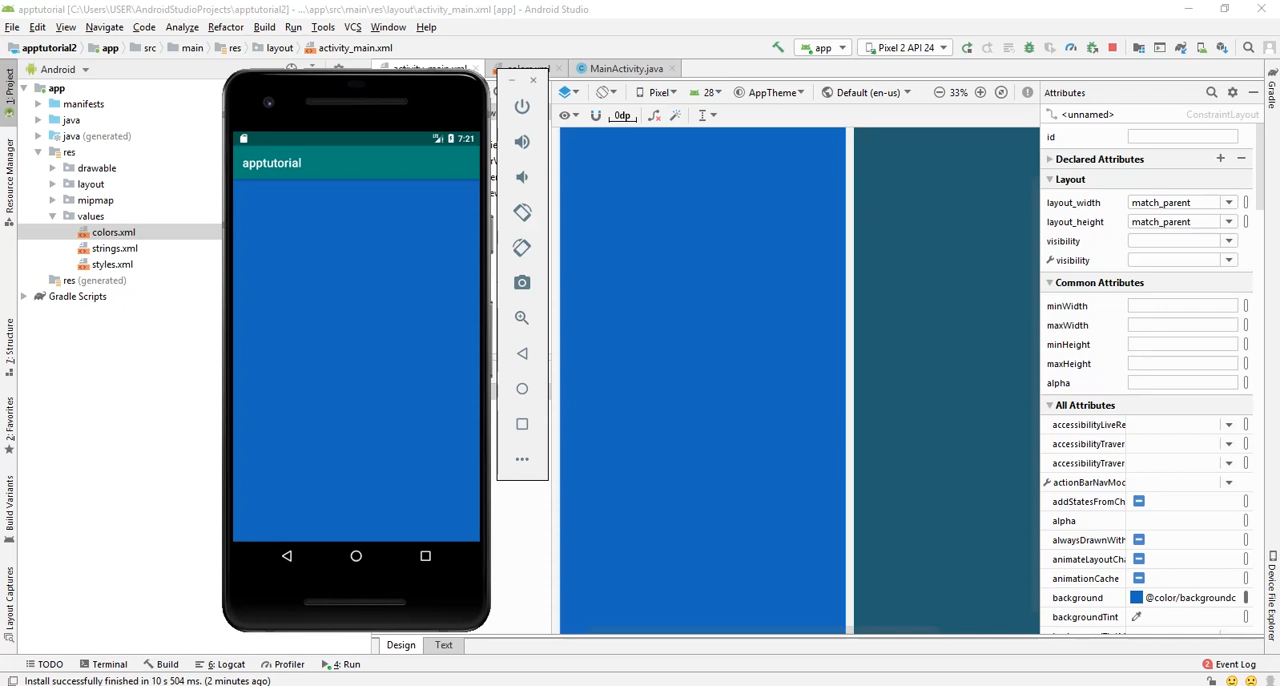 apptutorial [C:\Users\USER\AndroidStudioProjects\apptutorial2] - ...\app\src\main\res\layout\activity_main.xml [app] - Android Studio
File Edit View Navigate Code Analyze Refactor Build Run Tools VCS Window Help
apptutorial2 app src main res layout activity_main.xml app Pixel 2 API 24
1: Project
Resource Manager
7: Structure
2: Favorites
Build Variants
Layout Captures
Android
app
manifests
java
java (generated)
res
drawable
layout
mipmap
values
colors.xml
strings.xml
styles.xml
res (generated)
Gradle Scripts
7:21
apptutorial
activity_main.xml colors.xml MainActivity.java
Pixel 28 AppTheme Default (en-us) 33%
0dp
Attributes
<unnamed> ConstraintLayout
id
Declared Attributes
Layout
layout_width match_parent
layout_height match_parent
visibility
visibility
Common Attributes
minWidth
maxWidth
minHeight
maxHeight
alpha
All Attributes
accessibilityLiveRe
accessibilityTraver
accessibilityTraver
actionBarNavMoc
addStatesFromCh
alpha
alwaysDrawnWith
animateLayoutCha
animationCache
background @color/backgroundc
backgroundTint
Gradle
Device File Explorer
Design Text
TODO Terminal Build 6: Logcat Profiler 4: Run 2 Event Log
Install successfully finished in 10 s 504 ms. (2 minutes ago)